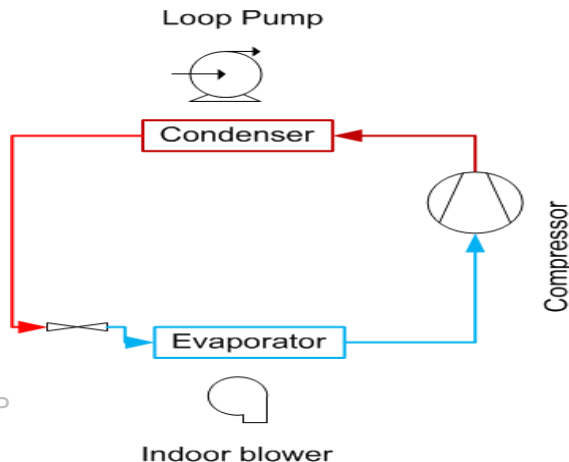 Loop Pump
Condenser
Compressor
Evaporator
Indoor blower